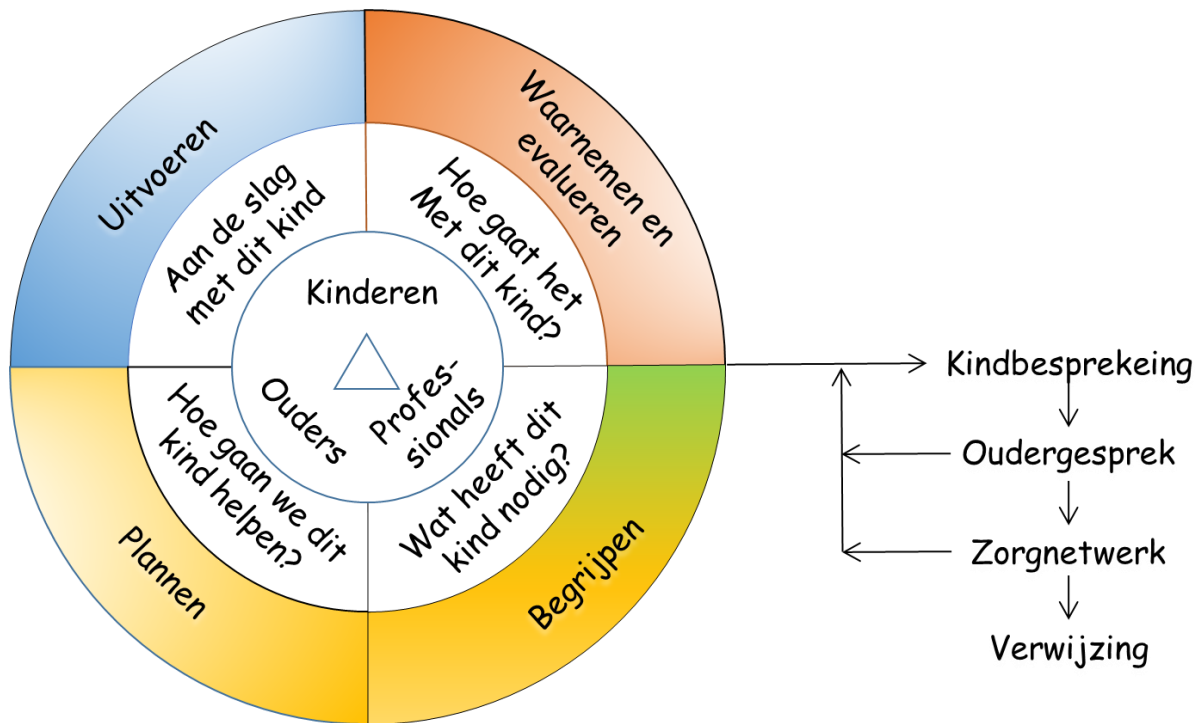 Uitvoeren
Waarnemen en
evalueren
Aan de slag
met dit kind
Hoe gaat het
Met dit kind?
Kinderen
Ouders
Profes-
sionals
Hoe gaan we dit
kind helpen?
Wat heeft dit
kind nodig?
Plannen
Begrijpen
Kindbesprekeing
Oudergesprek
Zorgnetwerk
Verwijzing